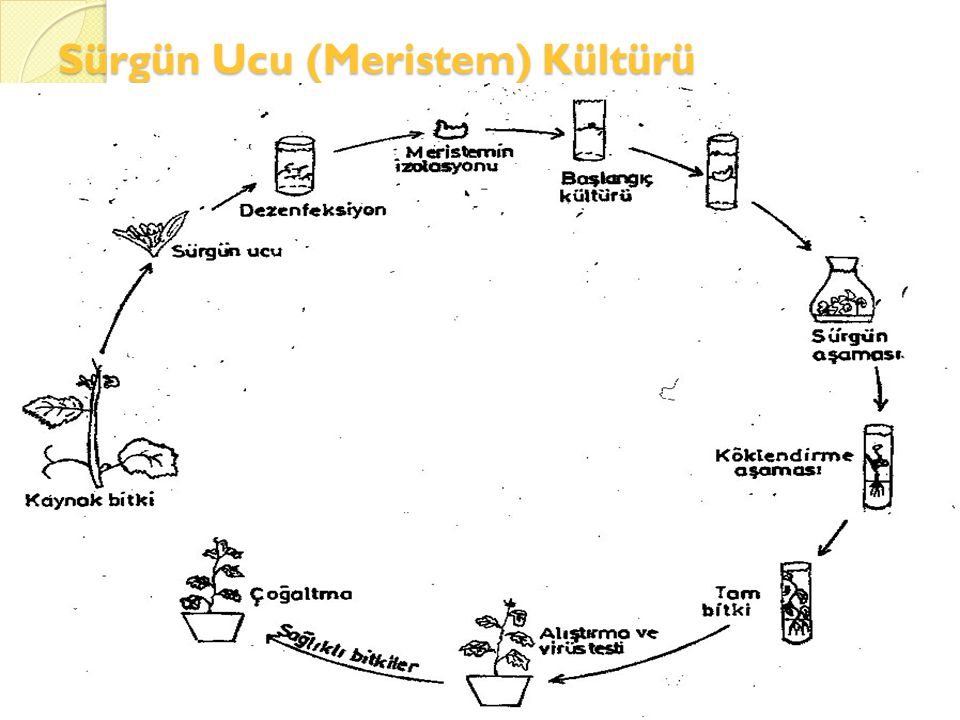 Sürgün Ucu (Meristem) Kültürü
Meristemin
izolasyonu
Başlangıç
kültürü
Dezenfeksiyon
Sürgün ucu
Sürgün
aşaması
Köklendirme
aşaması
Kaynak bitki
Tam
bitki
Çoğaltma
Alıştırma ve
virüs testi
Sağlıklı bitkiler